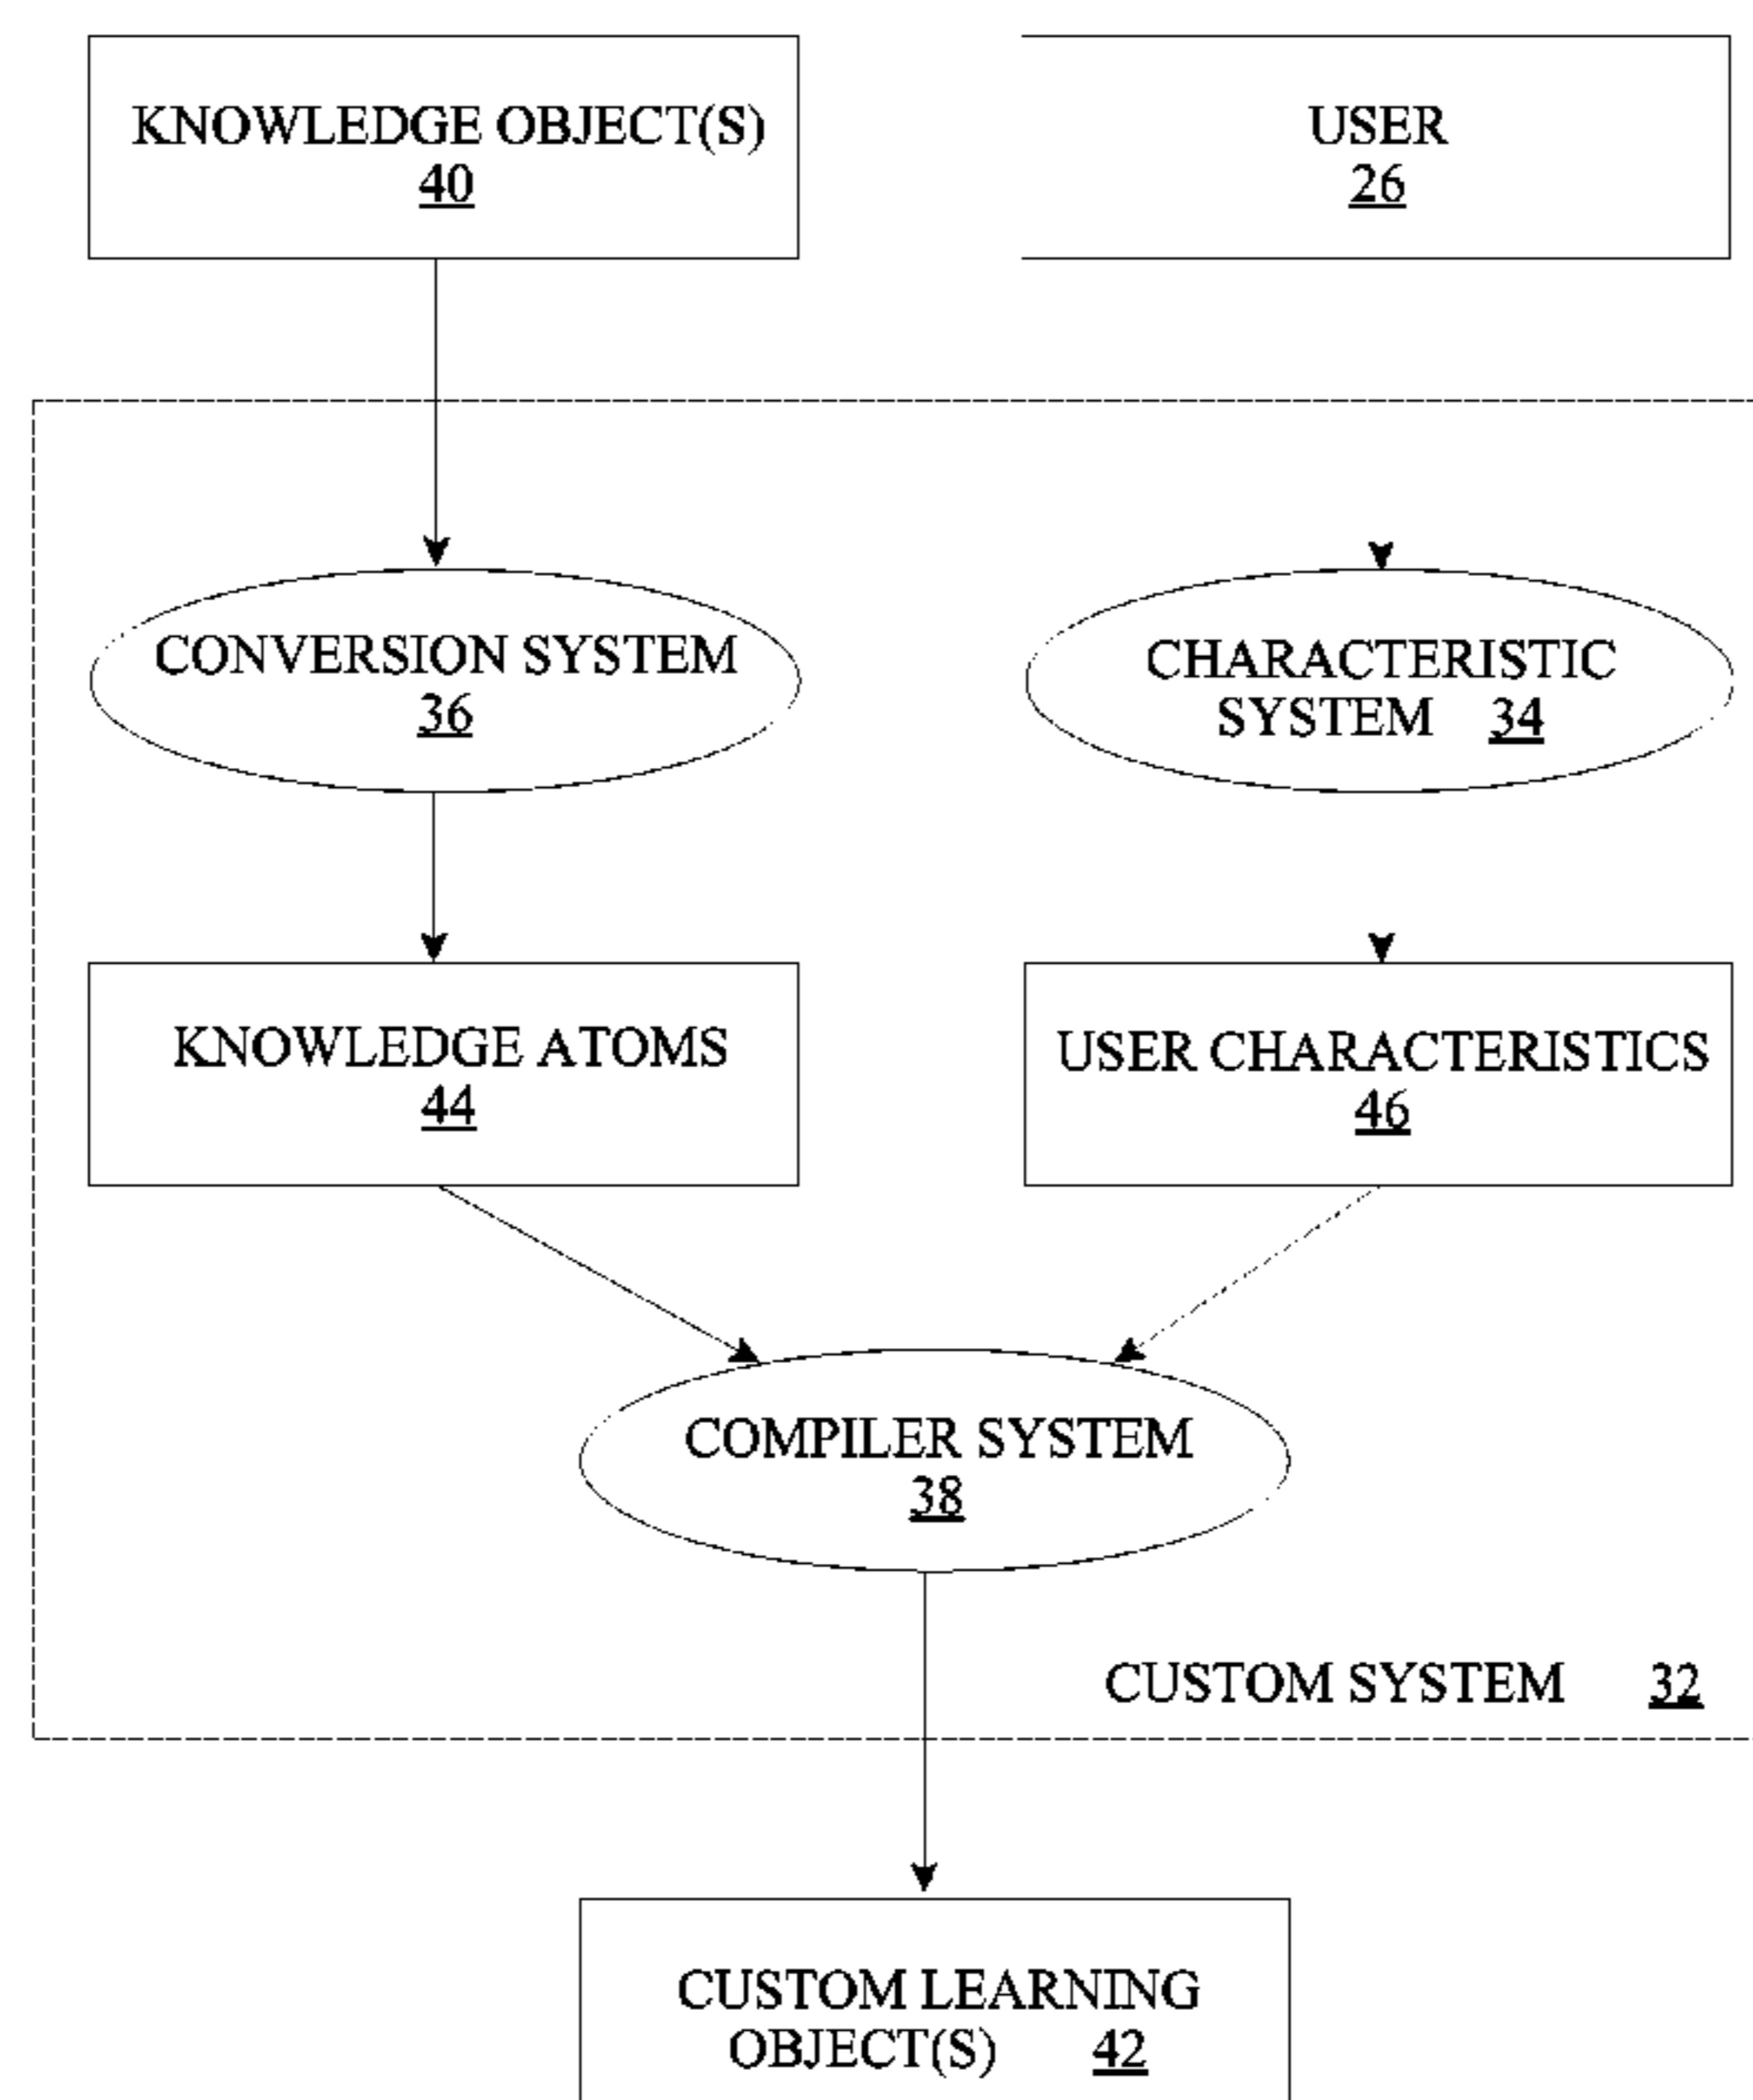 KNOWLEDGE OBJECT(S)
40
USER
26
CONVERSION SYSTEM
36
CHARACTERISTIC
SYSTEM 34
KNOWLEDGE ATOMS
44
USER CHARACTERISTICS
46
COMPILER SYSTEM
38
CUSTOM SYSTEM 32
CUSTOM LEARNING
OBJECT(S) 42